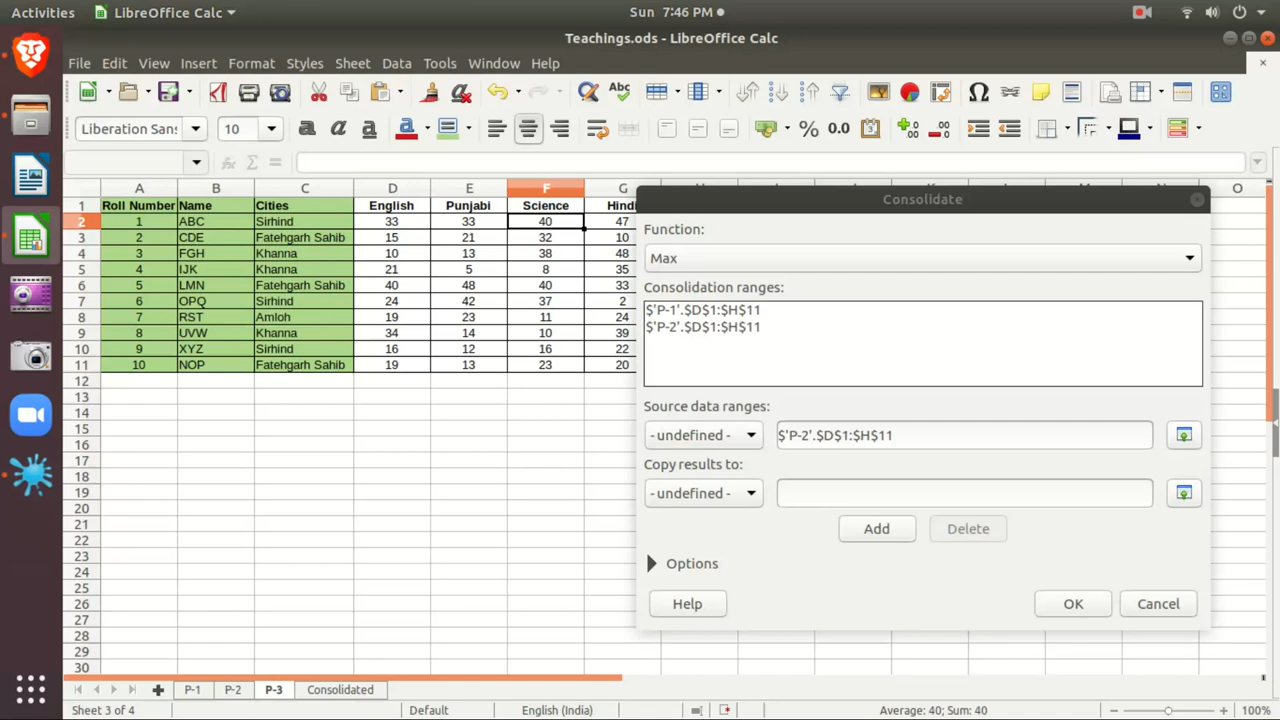 Activities LibreOffice Calc Sun 7:46 PM
Teachings.ods - LibreOffice Calc
File Edit View Insert Format Styles Sheet Data Tools Window Help
Liberation Sans 10
A B C D E F G O
1 Roll Number Name Cities English Punjabi Science Hindi
2 1 ABC Sirhind 33 33 40 47
3 2 CDE Fatehgarh Sahib 15 21 32 10
4 3 FGH Khanna 10 13 38 48
5 4 IJK Khanna 21 5 8 35
6 5 LMN Fatehgarh Sahib 40 48 40 33
7 6 OPQ Sirhind 24 42 37 2
8 7 RST Amloh 19 23 11 24
9 8 UVW Khanna 34 14 10 39
10 9 XYZ Sirhind 16 12 16 22
11 10 NOP Fatehgarh Sahib 19 13 23 20
12
13
14
15
16
17
18
19
20
21
22
23
24
25
26
27
28
29
30
Consolidate
Function:
Max
Consolidation ranges:
$'P-1'.$D$1:$H$11
$'P-2'.$D$1:$H$11
Source data ranges:
- undefined - $'P-2'.$D$1:$H$11
Copy results to:
- undefined -
Add Delete
Options
Help OK Cancel
P-1 P-2 P-3 Consolidated
Sheet 3 of 4 Default English (India) Average: 40; Sum: 40 100%